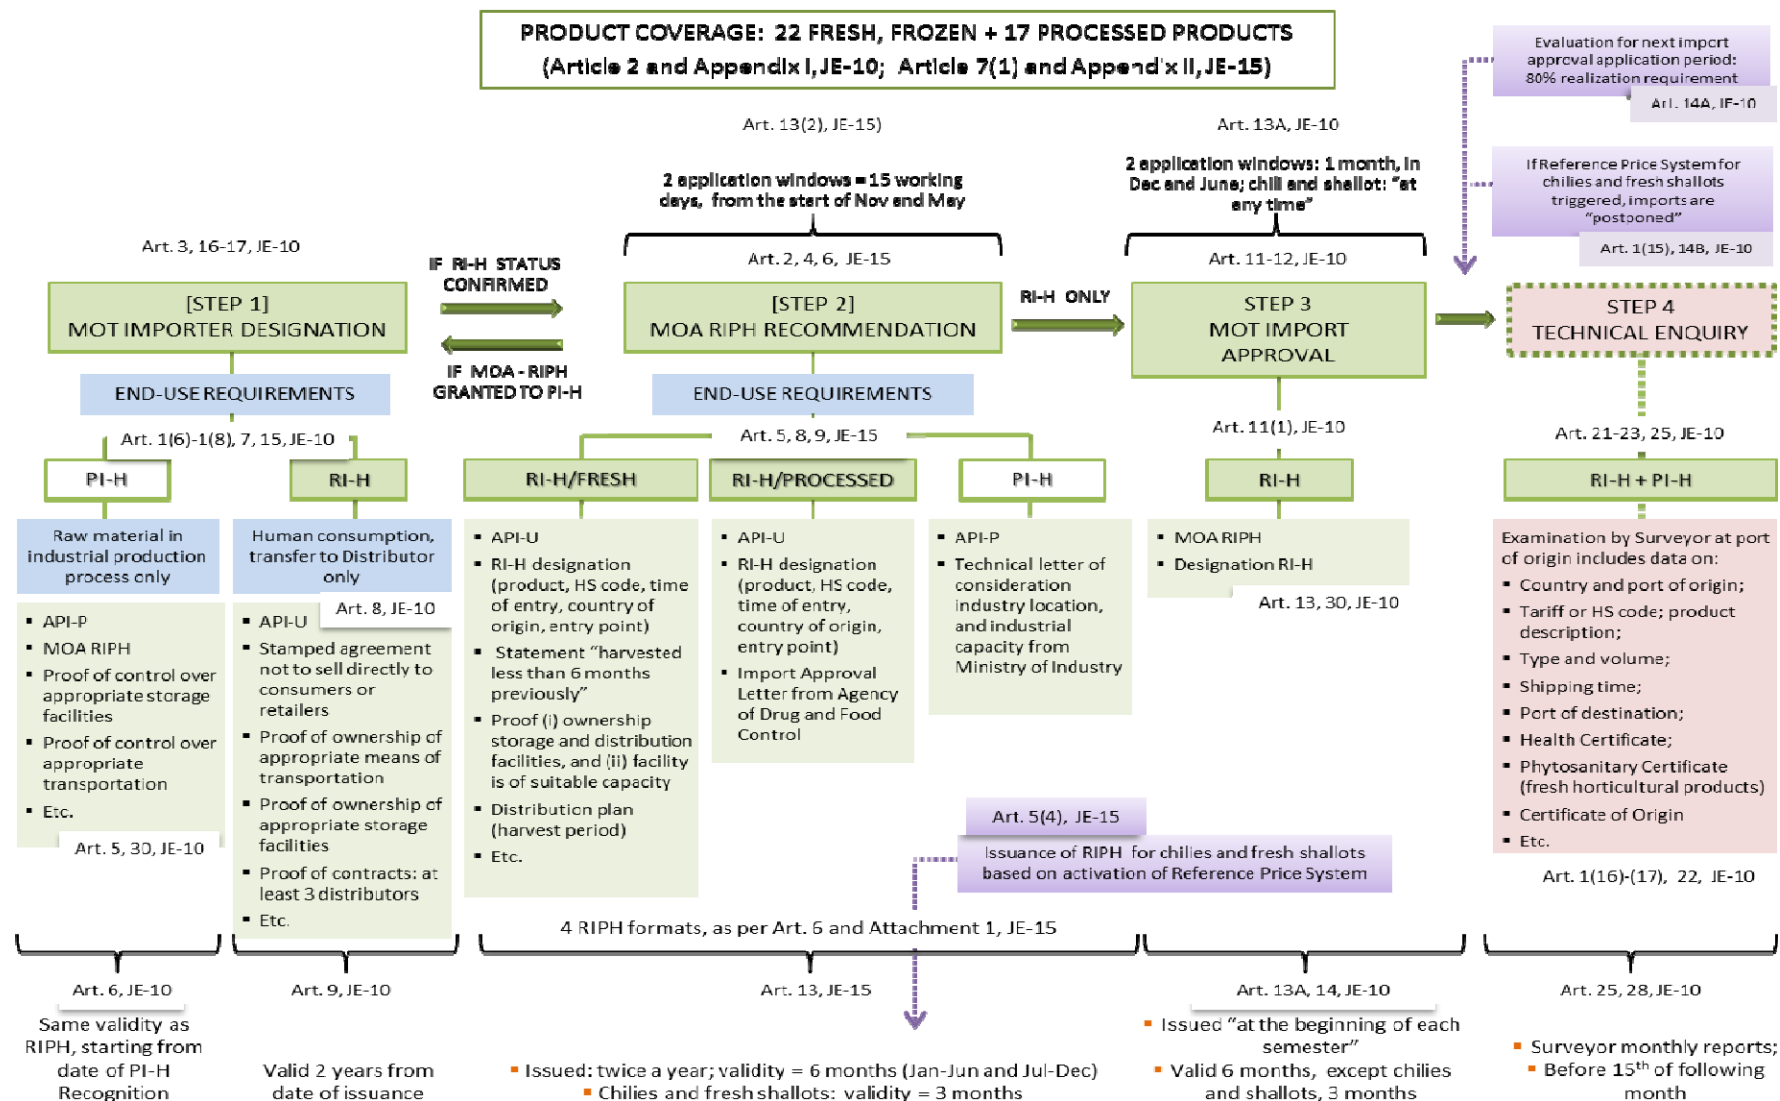 PRODUCT COVERAGE: 22 FRESH, FROZEN + 17 PROCESSED PRODUCTS
(Article 2 and Appendix I, JE-10; Article 7(1) and Appendix II, JE-15)
Evaluation for next import
approval application period:
80% realization requirement
Art. 14A, JE-10
If Reference Price System for
chilies and fresh shallots
triggered, imports are
"postponed"
Art. 1(15), 14B, JE-10
Art. 13(2), JE-15)
2 application windows = 15 working
days, from the start of Nov and May
Art. 13A, JE-10
2 application windows: 1 month, in
Dec and June; chili and shallot: "at
any time"
Art. 3, 16-17, JE-10
[STEP 1]
MOT IMPORTER DESIGNATION
END-USE REQUIREMENTS
Art. 1(6)-1(8), 7, 15, JE-10
IF RI-H STATUS
CONFIRMED
IF MOA - RIPH
GRANTED TO PI-H
Art. 2, 4, 6, JE-15
[STEP 2]
MOA RIPH RECOMMENDATION
END-USE REQUIREMENTS
Art. 5, 8, 9, JE-15
RI-H ONLY
Art. 11-12, JE-10
STEP 3
MOT IMPORT
APPROVAL
Art. 11(1), JE-10
STEP 4
TECHNICAL ENQUIRY
Art. 21-23, 25, JE-10
PI-H
Raw material in
industrial production
process only
▪ API-P
▪ MOA RIPH
▪ Proof of control over
appropriate storage
facilities
▪ Proof of control over
appropriate
transportation
▪ Etc.
Art. 5, 30, JE-10
RI-H
Human consumption,
transfer to Distributor
only
Art. 8, JE-10
▪ API-U
▪ Stamped agreement
not to sell directly to
consumers or
retailers
▪ Proof of ownership of
appropriate means of
transportation
▪ Proof of ownership of
appropriate storage
facilities
▪ Proof of contracts: at
least 3 distributors
▪ Etc.
RI-H/FRESH
▪ API-U
▪ RI-H designation
(product, HS code, time
of entry, country of
origin, entry point)
▪ Statement "harvested
less than 6 months
previously"
▪ Proof (i) ownership
storage and distribution
facilities, and (ii) facility
is of suitable capacity
▪ Distribution plan
(harvest period)
▪ Etc.
RI-H/PROCESSED
▪ API-U
▪ RI-H designation
(product, HS code,
time of entry,
country of origin,
entry point)
▪ Import Approval
Letter from Agency
of Drug and Food
Control
PI-H
▪ API-P
▪ Technical letter of
consideration
industry location,
and industrial
capacity from
Ministry of Industry
RI-H
▪ MOA RIPH
▪ Designation RI-H
Art. 13, 30, JE-10
RI-H + PI-H
Examination by Surveyor at port
of origin includes data on:
▪ Country and port of origin;
▪ Tariff or HS code; product
description;
▪ Type and volume;
▪ Shipping time;
▪ Port of destination;
▪ Health Certificate;
▪ Phytosanitary Certificate
(fresh horticultural products)
▪ Certificate of Origin
▪ Etc.
Art. 1(16)-(17), 22, JE-10
Art. 5(4), JE-15
Issuance of RIPH for chilies and fresh shallots
based on activation of Reference Price System
4 RIPH formats, as per Art. 6 and Attachment 1, JE-15
Art. 6, JE-10
Same validity as
RIPH, starting from
date of PI-H
Recognition
Art. 9, JE-10
Valid 2 years from
date of issuance
Art. 13, JE-15
▪ Issued: twice a year; validity = 6 months (Jan-Jun and Jul-Dec)
▪ Chilies and fresh shallots: validity = 3 months
Art. 13A, 14, JE-10
▪ Issued "at the beginning of each
semester"
▪ Valid 6 months, except chilies
and shallots, 3 months
Art. 25, 28, JE-10
▪ Surveyor monthly reports;
▪ Before 15th of following
month